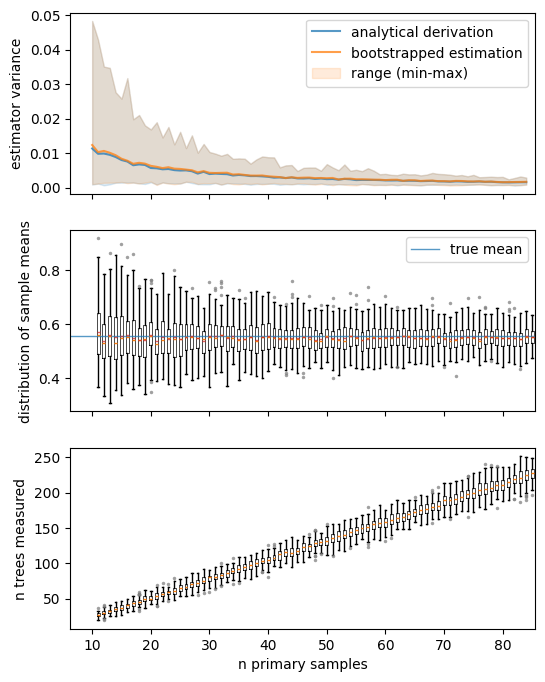 0.05
0.04
0.03
0.02
0.01
0.00
estimator variance
analytical derivation
bootstrapped estimation
range (min-max)
0.8
0.6
0.4
distribution of sample means
true mean
250
200
150
100
50
n trees measured
10 20 30 40 50 60 70 80
n primary samples